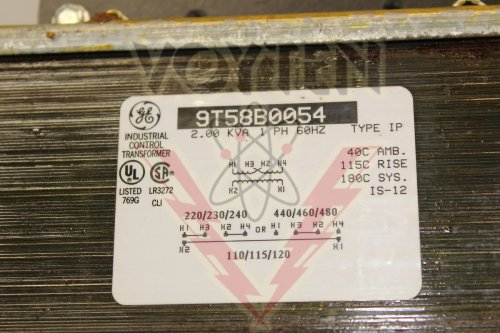 VOYTEN
9T58B0054
2.00 KVA 1 PH 60HZ TYPE IP
GE
INDUSTRIAL
CONTROL
TRANSFORMER
40C AMB.
115C RISE
180C SYS.
IS-12
H1 H3 H2 H4
X2 X1
UL SA
LISTED LR3272
769G CLI
220/230/240 440/460/480
H1 H3 H2 H4 OR H1 H3 H2 H4
X2 X1
110/115/120